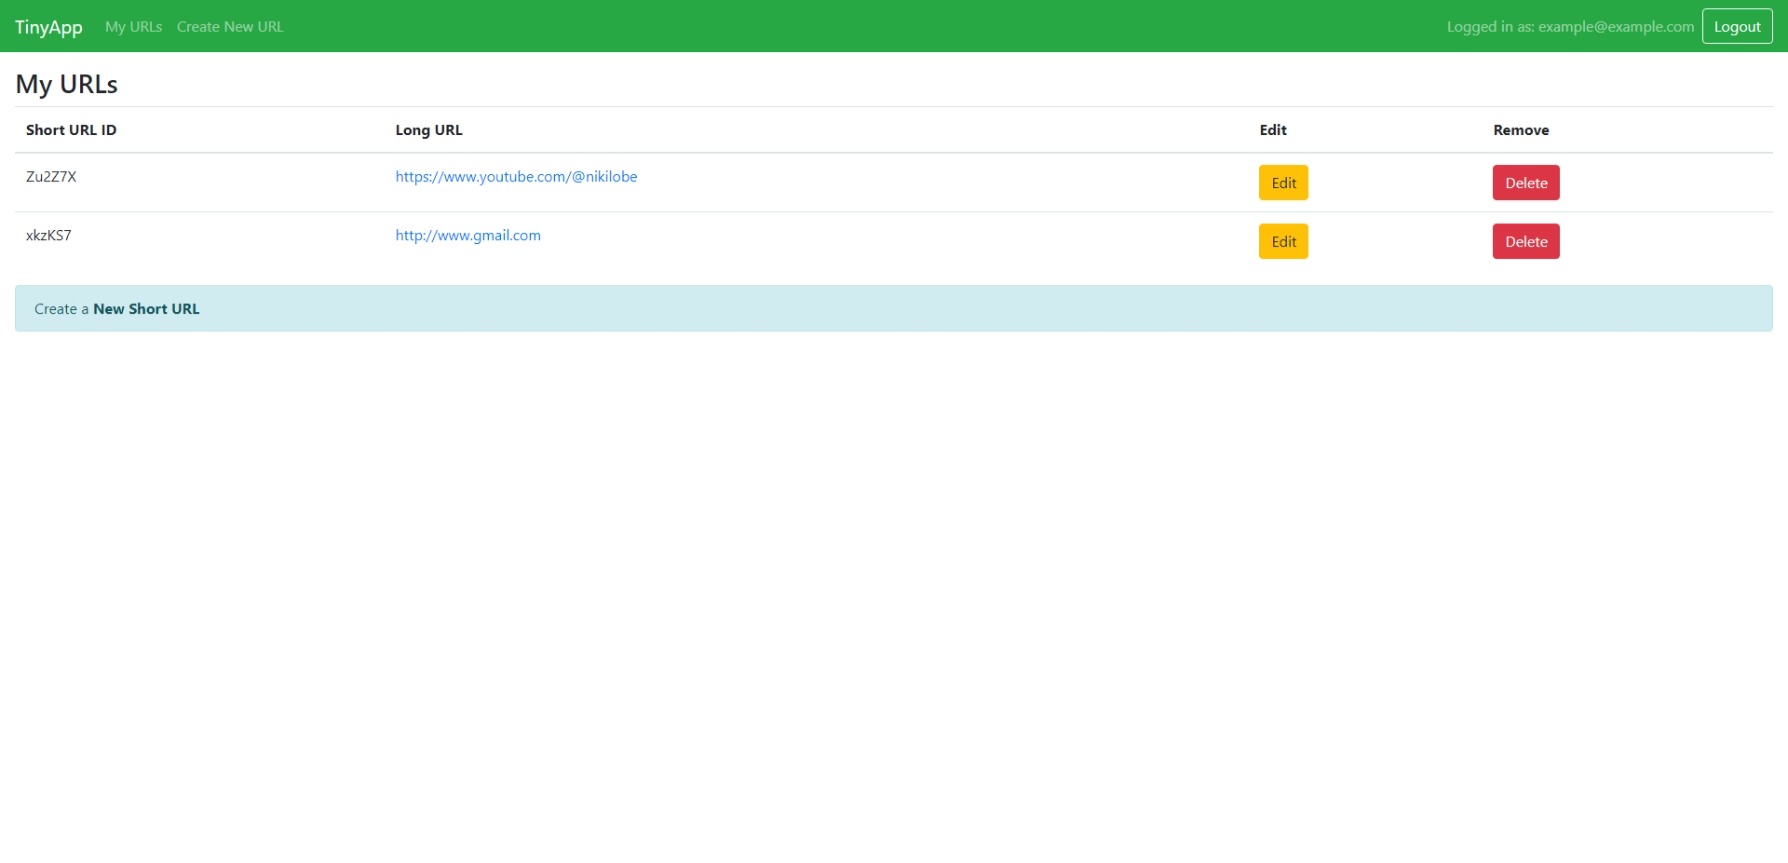 TinyApp My URLs Create New URL Logged in as: example@example.com Logout
My URLs
Short URL ID Long URL Edit Remove
Zu2Z7X https://www.youtube.com/@nikilobe Edit Delete
xkzKS7 http://www.gmail.com Edit Delete
Create a New Short URL